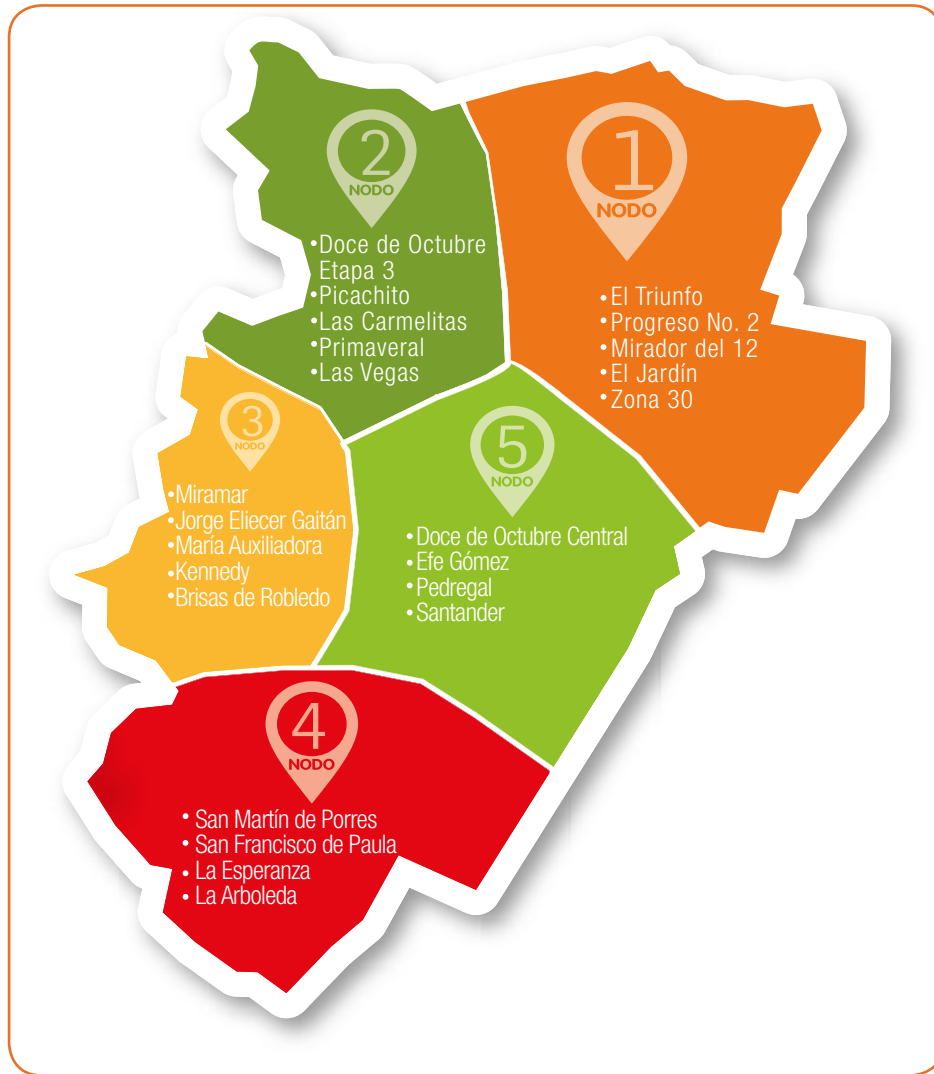 1
NODO
•El Triunfo
•Progreso No. 2
•Mirador del 12
•El Jardín
•Zona 30
2
NODO
•Doce de Octubre
Etapa 3
•Picachito
•Las Carmelitas
•Primaveral
•Las Vegas
3
NODO
•Miramar
•Jorge Eliecer Gaitán
•María Auxiliadora
•Kennedy
•Brisas de Robledo
5
NODO
•Doce de Octubre Central
•Efe Gómez
•Pedregal
•Santander
4
NODO
• San Martín de Porres
• San Francisco de Paula
• La Esperanza
• La Arboleda